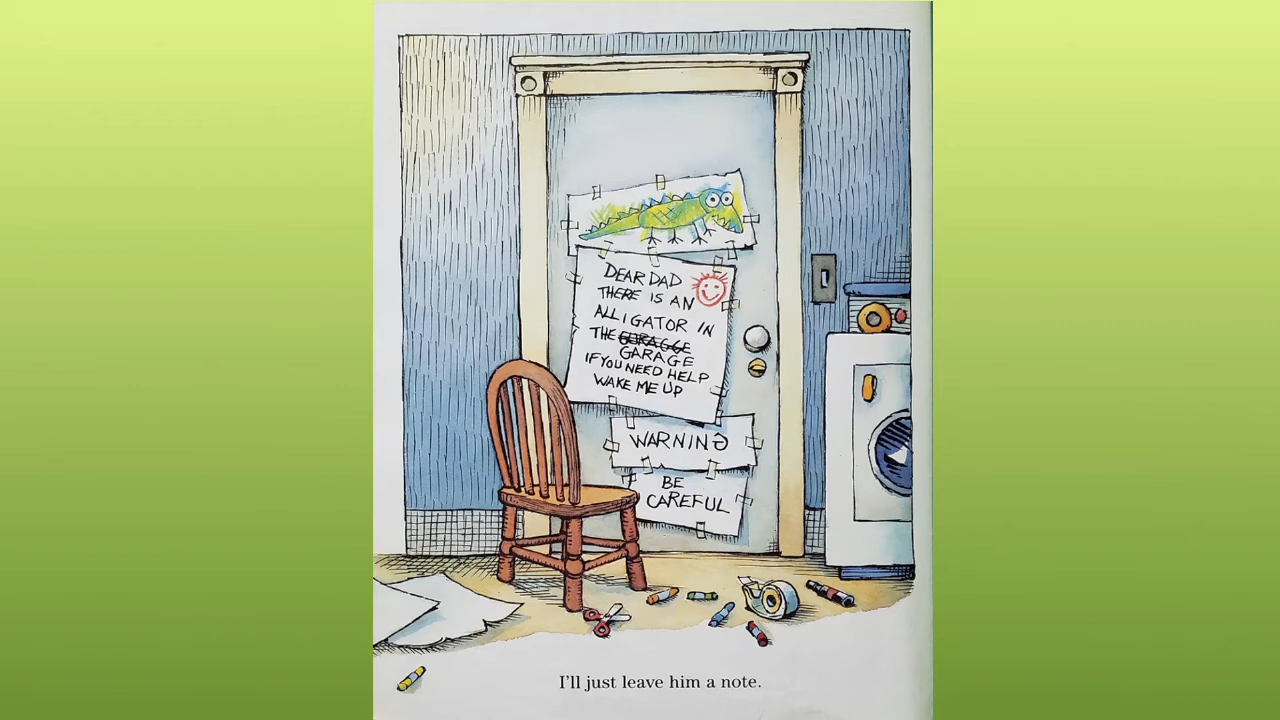 DEAR DAD
THERE IS AN
ALLIGATOR IN
THE GORAGGE
GARAGE
IF YOU NEED HELP
WAKE ME UP
WARNING
BE
CAREFUL
I'll just leave him a note.